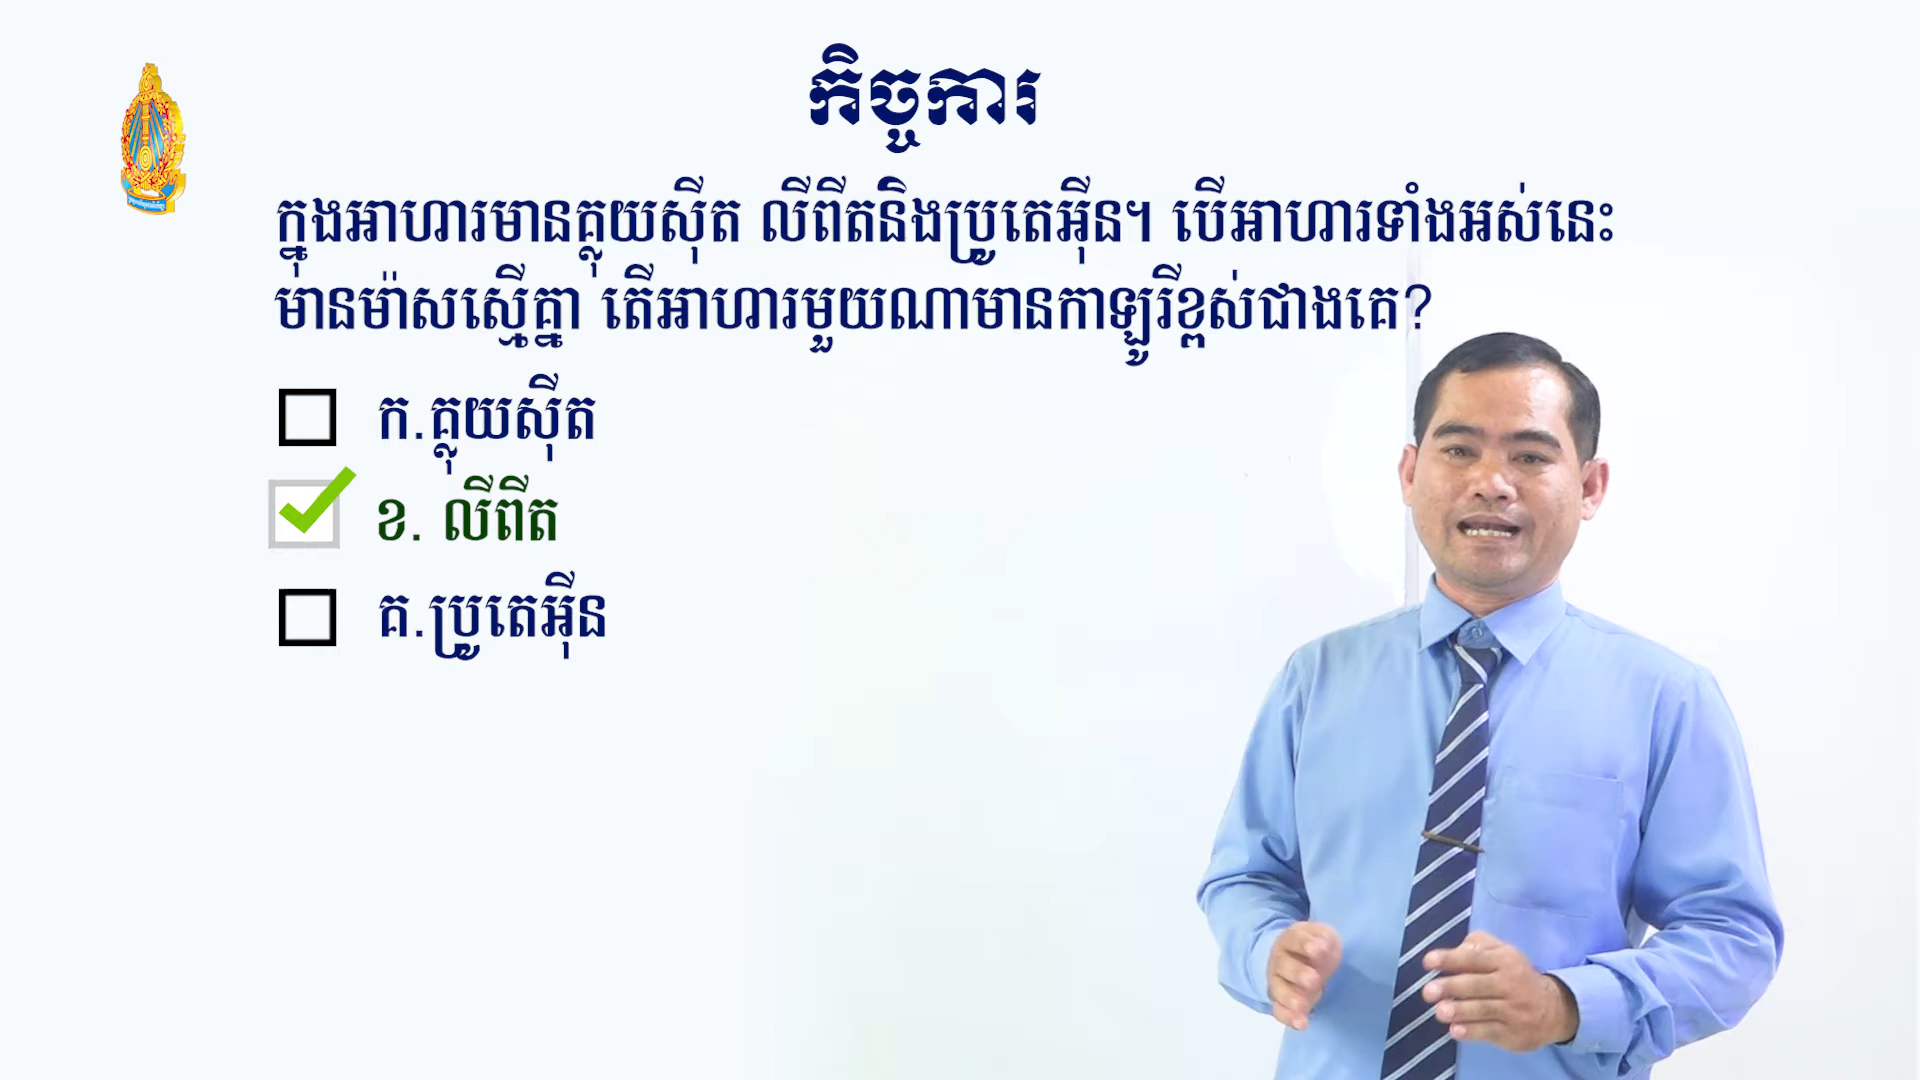 កិច្ចការ
ក្នុងអាហារមានគ្លុយស៊ីត លីពីតនិងប្រូតេអ៊ីន។ បើអាហារទាំងអស់នេះ
មានម៉ាសស្មើគ្នា តើអាហារមួយណាមានកាឡូរីខ្ពស់ជាងគេ?
ក.គ្លុយស៊ីត
ខ. លីពីត
គ.ប្រូតេអ៊ីន